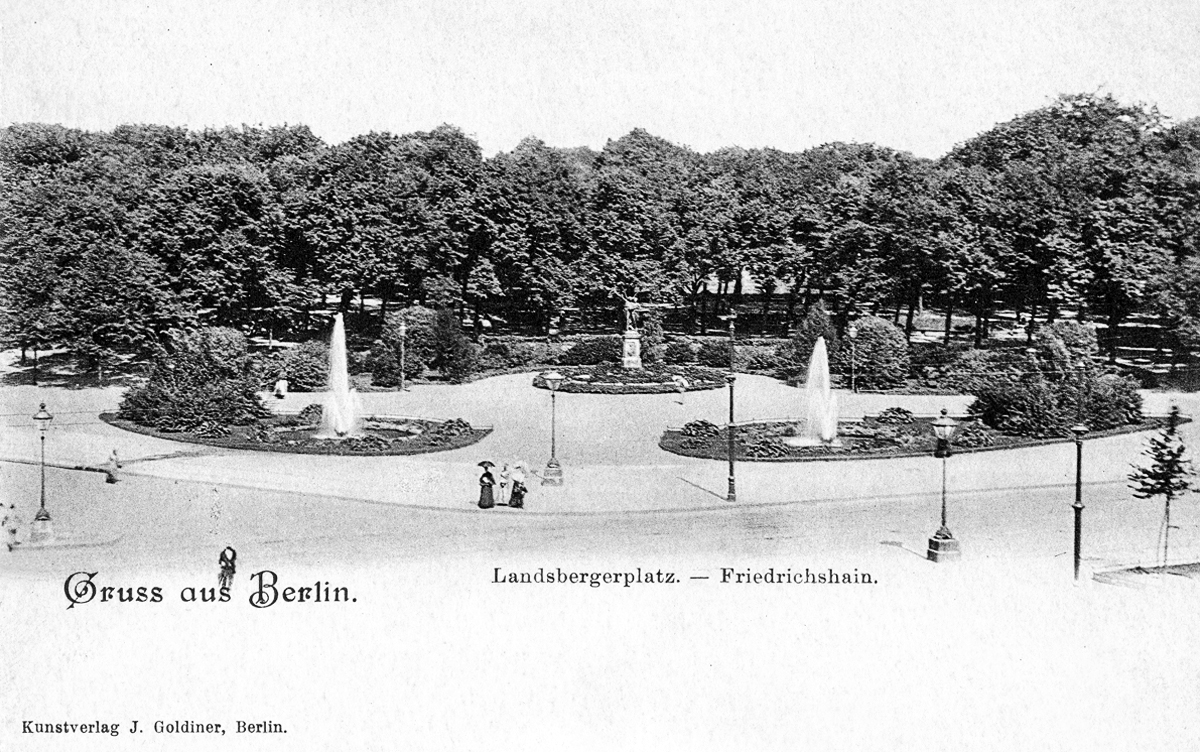 Gruss aus Berlin.
Landsbergerplatz. — Friedrichshain.
Kunstverlag J. Goldiner, Berlin.